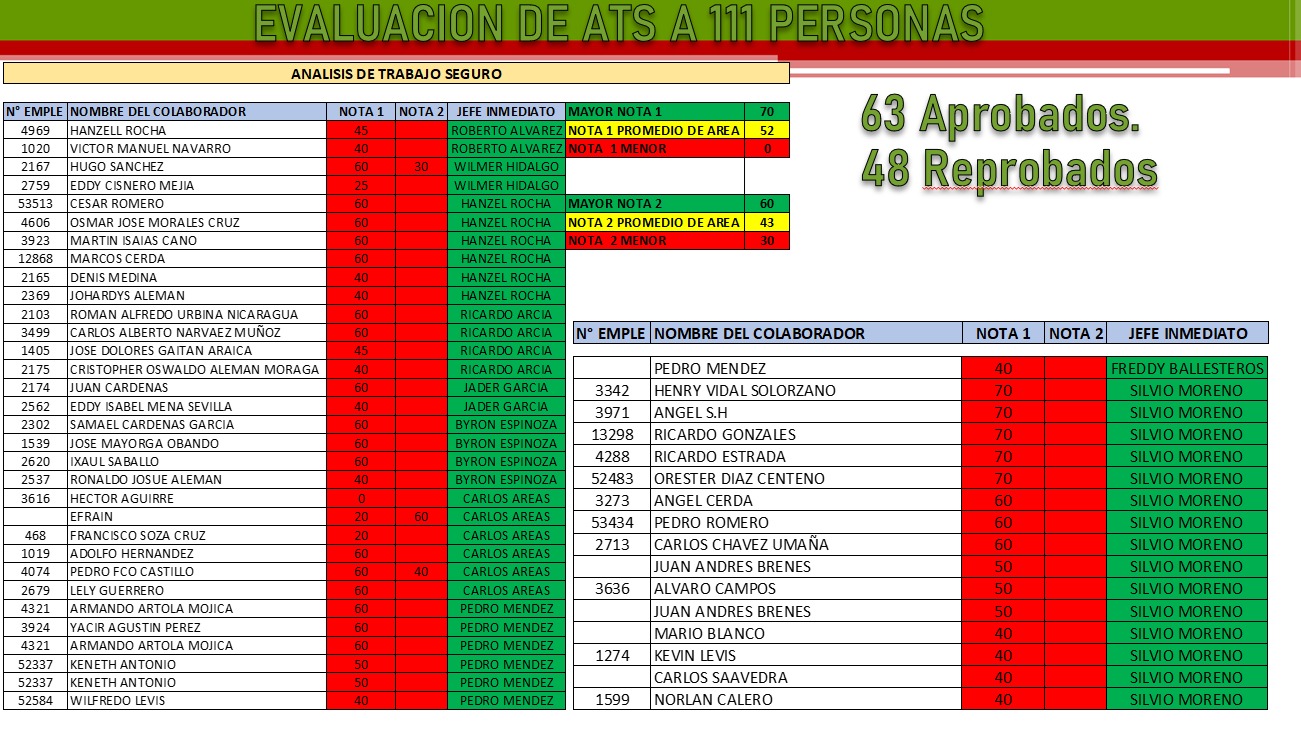 EVALUACION DE ATS A 111 PERSONAS
ANALISIS DE TRABAJO SEGURO
N° EMPLE NOMBRE DEL COLABORADOR NOTA 1 NOTA 2 JEFE INMEDIATO
4969 HANZELL ROCHA 45 ROBERTO ALVAREZ
1020 VICTOR MANUEL NAVARRO 40 ROBERTO ALVAREZ
2167 HUGO SANCHEZ 60 30 WILMER HIDALGO
2759 EDDY CISNERO MEJIA 25 WILMER HIDALGO
53513 CESAR ROMERO 60 HANZEL ROCHA
4606 OSMAR JOSE MORALES CRUZ 60 HANZEL ROCHA
3923 MARTIN ISAIAS CANO 60 HANZEL ROCHA
12868 MARCOS CERDA 60 HANZEL ROCHA
2165 DENIS MEDINA 40 HANZEL ROCHA
2369 JOHARDYS ALEMAN 40 HANZEL ROCHA
2103 ROMAN ALFREDO URBINA NICARAGUA 60 RICARDO ARCIA
3499 CARLOS ALBERTO NARVAEZ MUÑOZ 60 RICARDO ARCIA
1405 JOSE DOLORES GAITAN ARAICA 45 RICARDO ARCIA
2175 CRISTOPHER OSWALDO ALEMAN MORAGA 40 RICARDO ARCIA
2174 JUAN CARDENAS 60 JADER GARCIA
2562 EDDY ISABEL MENA SEVILLA 40 JADER GARCIA
2302 SAMAEL CARDENAS GARCIA 60 BYRON ESPINOZA
1539 JOSE MAYORGA OBANDO 60 BYRON ESPINOZA
2620 IXAUL SABALLO 60 BYRON ESPINOZA
2537 RONALDO JOSUE ALEMAN 40 BYRON ESPINOZA
3616 HECTOR AGUIRRE 0 CARLOS AREAS
EFRAIN 20 60 CARLOS AREAS
468 FRANCISCO SOZA CRUZ 20 CARLOS AREAS
1019 ADOLFO HERNANDEZ 60 CARLOS AREAS
4074 PEDRO FCO CASTILLO 60 40 CARLOS AREAS
2679 LELY GUERRERO 60 CARLOS AREAS
4321 ARMANDO ARTOLA MOJICA 60 PEDRO MENDEZ
3924 YACIR AGUSTIN PEREZ 60 PEDRO MENDEZ
4321 ARMANDO ARTOLA MOJICA 60 PEDRO MENDEZ
52337 KENETH ANTONIO 50 PEDRO MENDEZ
52337 KENETH ANTONIO 50 PEDRO MENDEZ
52584 WILFREDO LEVIS 40 PEDRO MENDEZ
MAYOR NOTA 1 70
NOTA 1 PROMEDIO DE AREA 52
NOTA 1 MENOR 0
MAYOR NOTA 2 60
NOTA 2 PROMEDIO DE AREA 43
NOTA 2 MENOR 30
63 Aprobados.
48 Reprobados
N° EMPLE NOMBRE DEL COLABORADOR NOTA 1 NOTA 2 JEFE INMEDIATO
PEDRO MENDEZ 40 FREDDY BALLESTEROS
3342 HENRY VIDAL SOLORZANO 70 SILVIO MORENO
3971 ANGEL S.H 70 SILVIO MORENO
13298 RICARDO GONZALES 70 SILVIO MORENO
4288 RICARDO ESTRADA 70 SILVIO MORENO
52483 ORESTER DIAZ CENTENO 70 SILVIO MORENO
3273 ANGEL CERDA 60 SILVIO MORENO
53434 PEDRO ROMERO 60 SILVIO MORENO
2713 CARLOS CHAVEZ UMAÑA 60 SILVIO MORENO
JUAN ANDRES BRENES 50 SILVIO MORENO
3636 ALVARO CAMPOS 50 SILVIO MORENO
JUAN ANDRES BRENES 50 SILVIO MORENO
MARIO BLANCO 40 SILVIO MORENO
1274 KEVIN LEVIS 40 SILVIO MORENO
CARLOS SAAVEDRA 40 SILVIO MORENO
1599 NORLAN CALERO 40 SILVIO MORENO